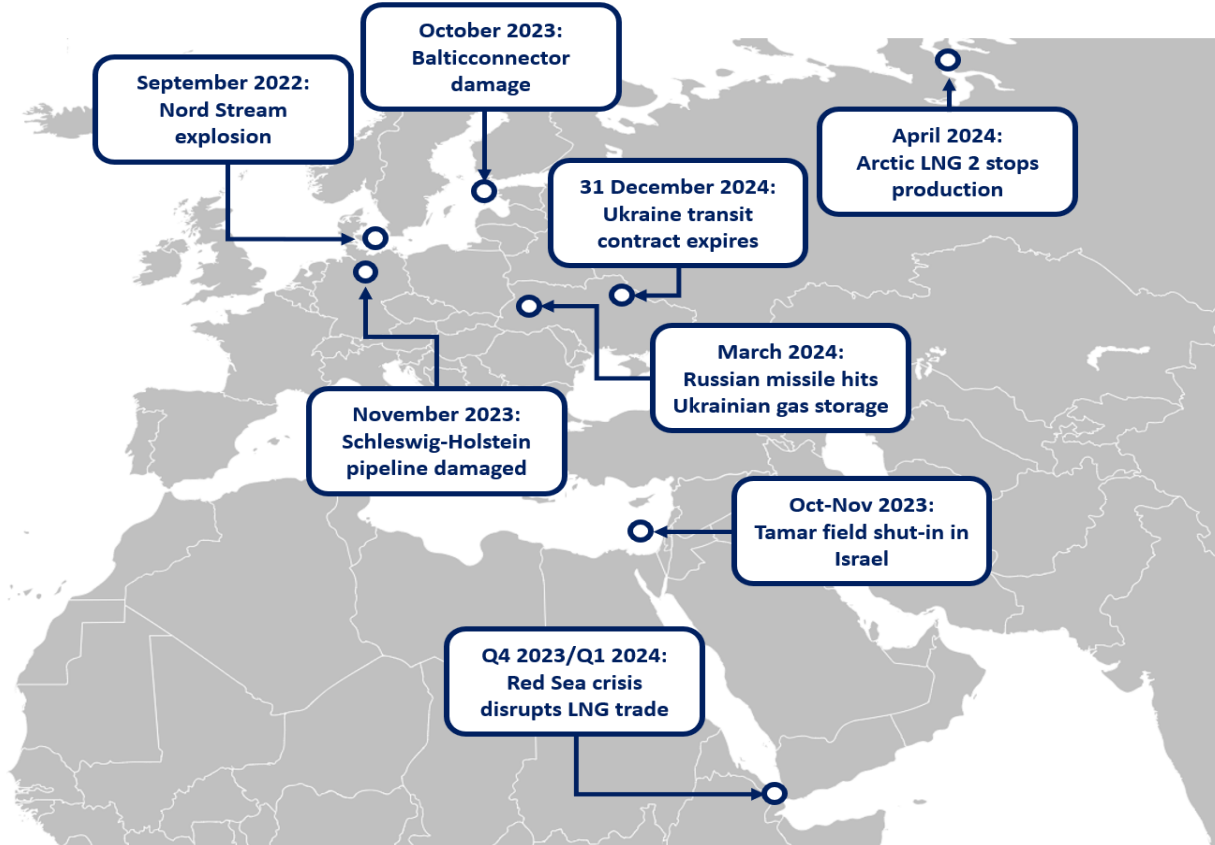 October 2023:
Balticconnector
damage
September 2022:
Nord Stream
explosion
April 2024:
Arctic LNG 2 stops
production
31 December 2024:
Ukraine transit
contract expires
March 2024:
Russian missile hits
Ukrainian gas storage
November 2023:
Schleswig-Holstein
pipeline damaged
Oct-Nov 2023:
Tamar field shut-in in
Israel
Q4 2023/Q1 2024:
Red Sea crisis
disrupts LNG trade